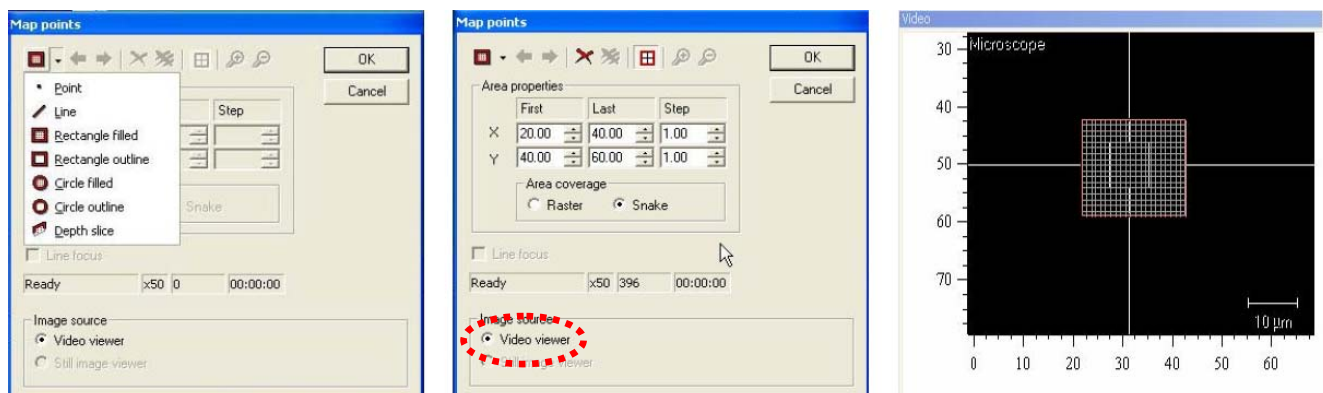 Map points
OK
Cancel
Point
Line
Rectangle filled
Rectangle outline
Circle filled
Circle outline
Depth slice
Step
Snake
Line focus
Ready x50 0 00:00:00
Image source
Video viewer
Still image viewer
Map points
OK
Cancel
Area properties
First Last Step
X 20.00 40.00 1.00
Y 40.00 60.00 1.00
Area coverage
Raster Snake
Line focus
Ready x50 396 00:00:00
Image source
Video viewer
Still image viewer
Video
Microscope
30
40
50
60
70
10 µm
0 10 20 30 40 50 60